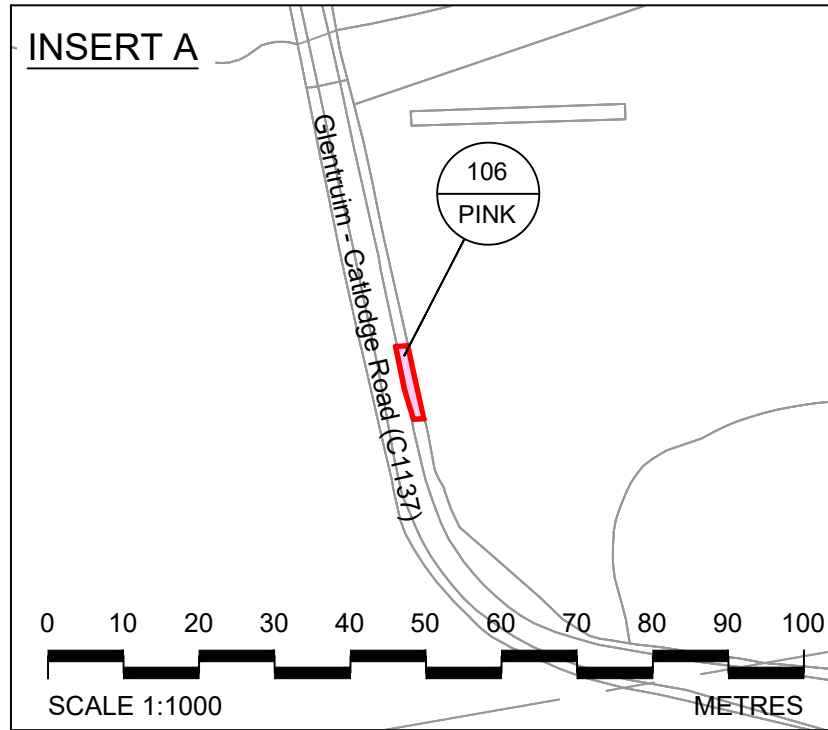 INSERT A
106
PINK
Glentruim - Catlodge Road (C1137)
0 10 20 30 40 50 60 70 80 90 100
SCALE 1:1000 METRES